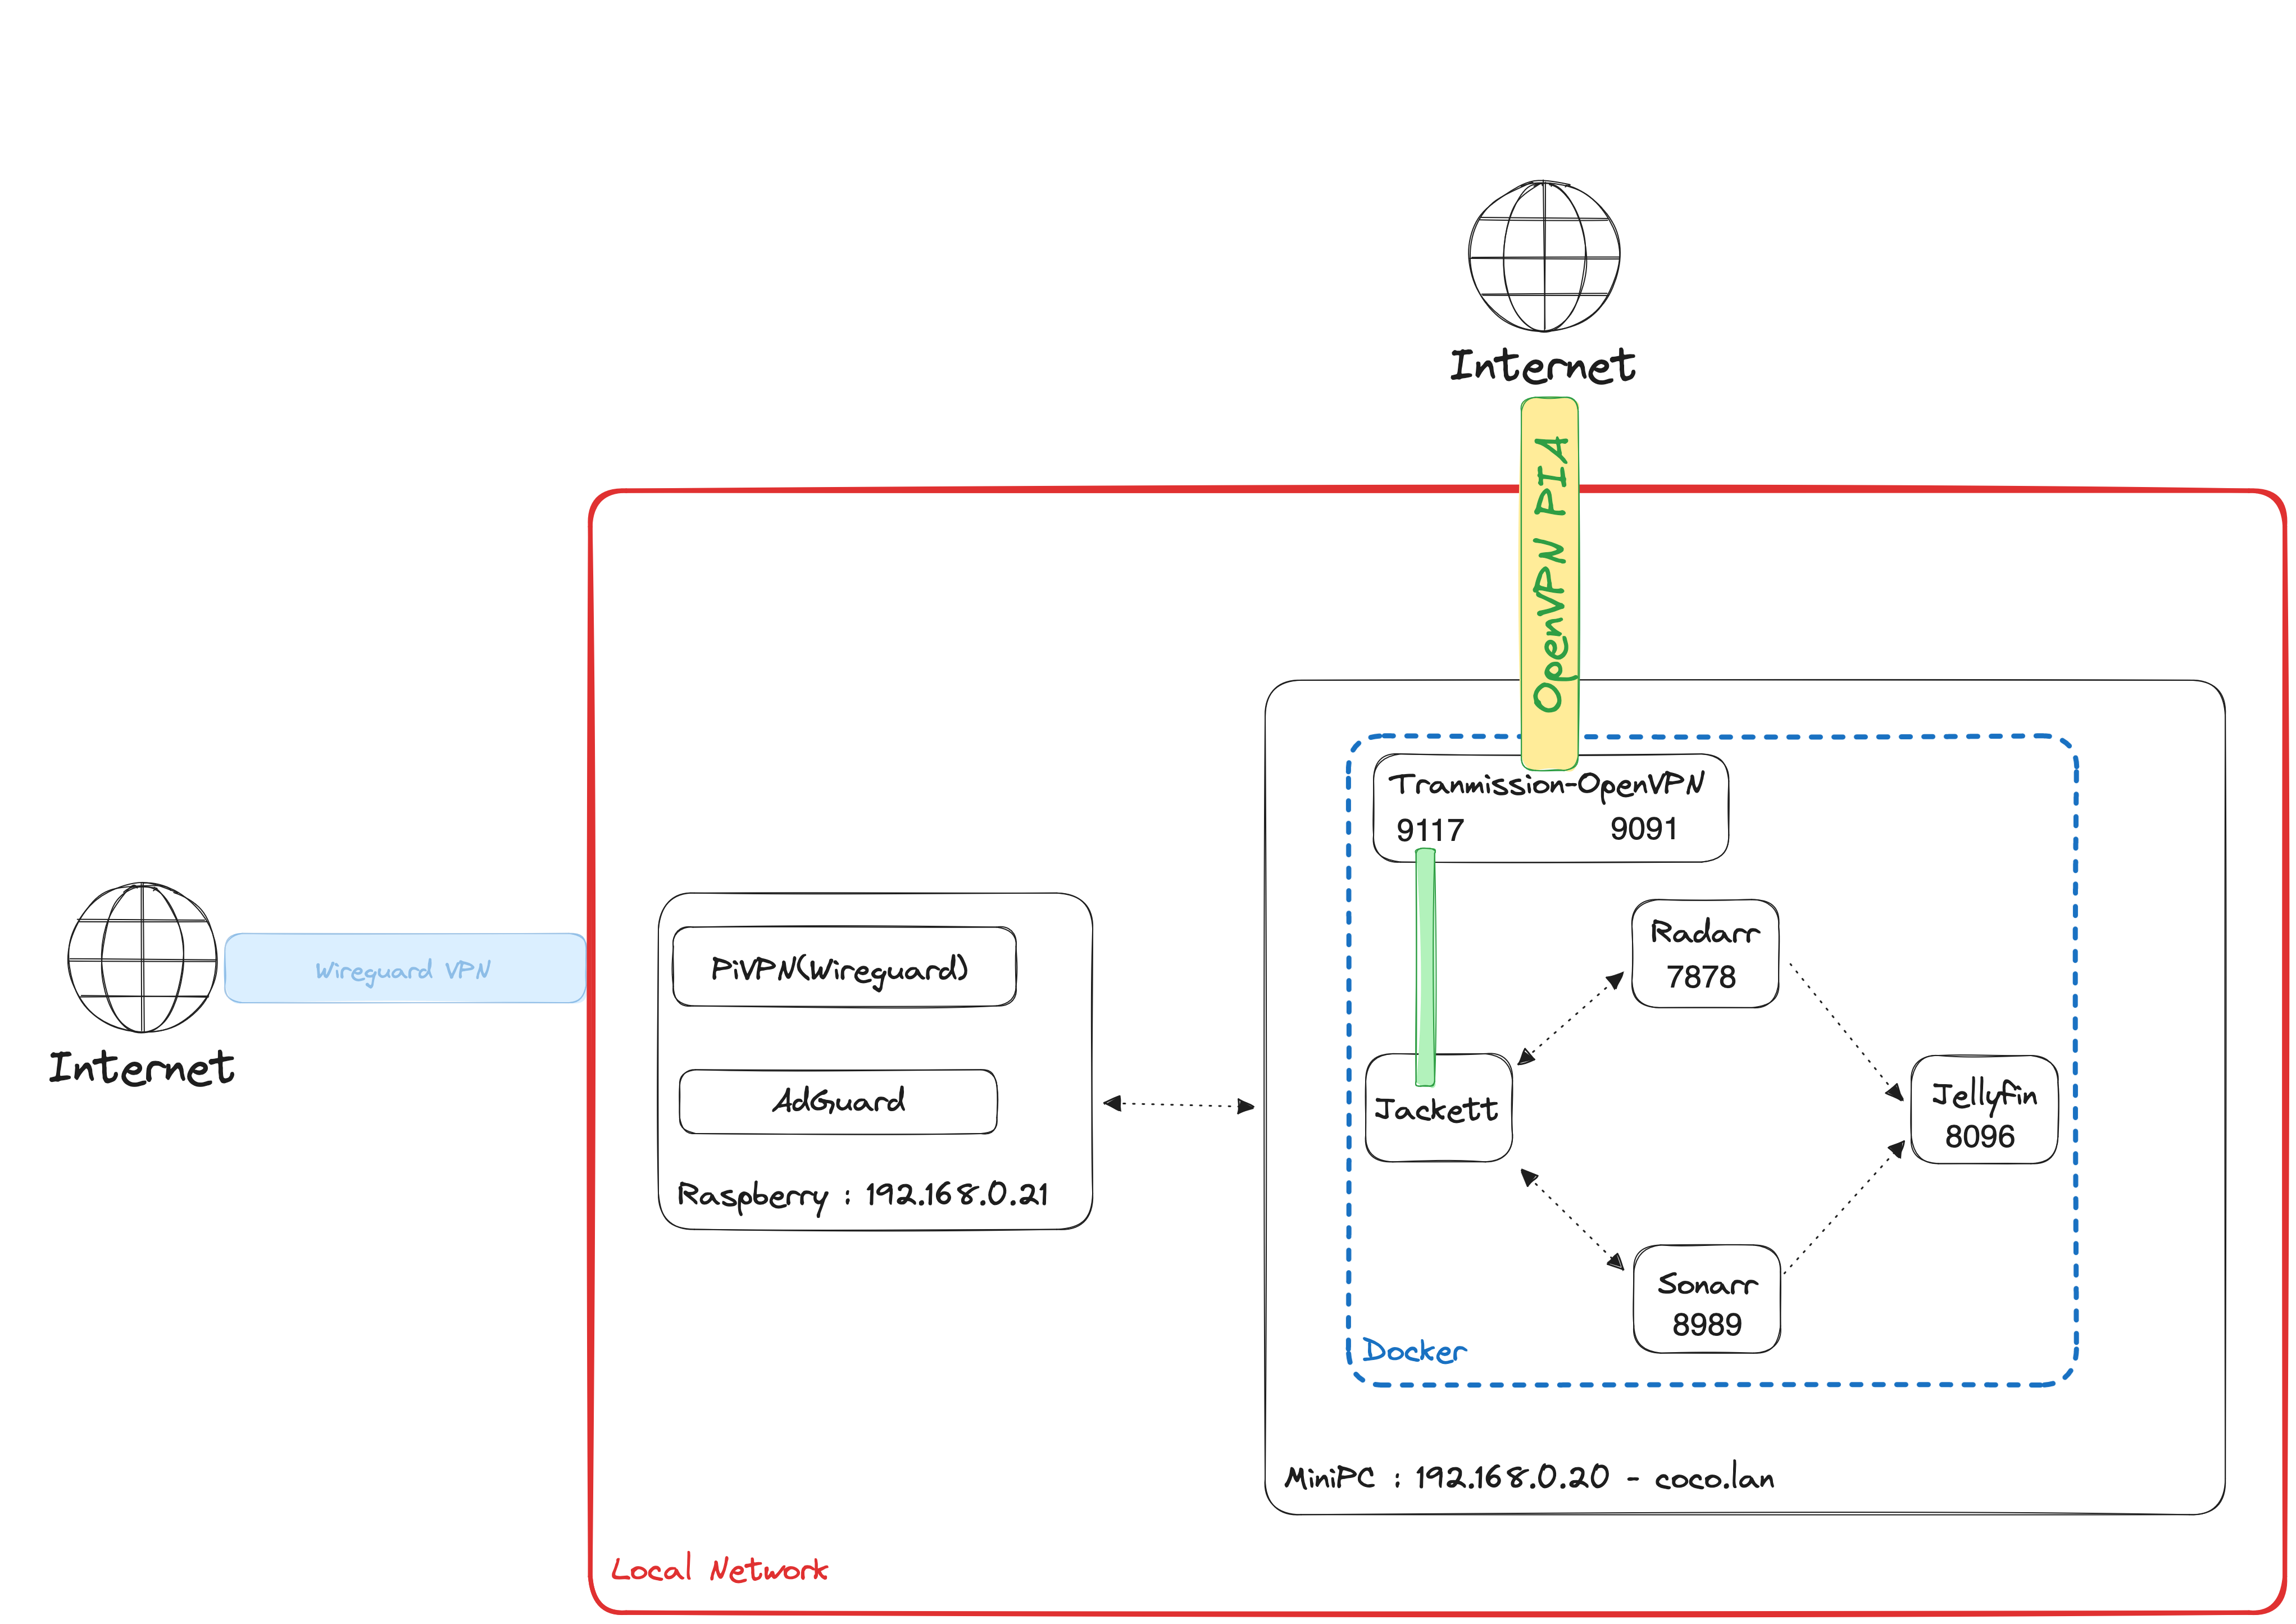 Internet
OpenVPN PIA
Tranmission-OpenVPN
9117 9091
Radarr
7878
Wireguard VPN
PiVPN(Wireguard)
Internet
AdGuard
Jackett
Jellyfin
8096
Raspberry : 192.168.0.21
Sonarr
8989
Docker
MiniPC : 192.168.0.20 - coco.lan
Local Network